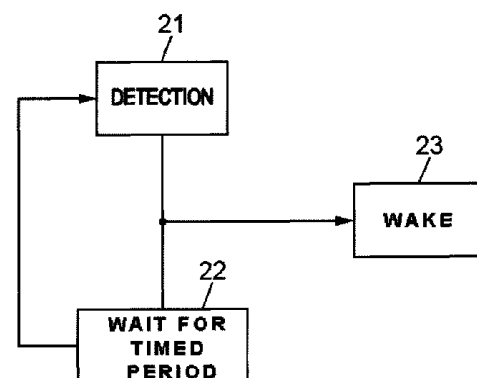 21
DETECTION
23
WAKE
22
WAIT FOR
TIMED
PERIOD